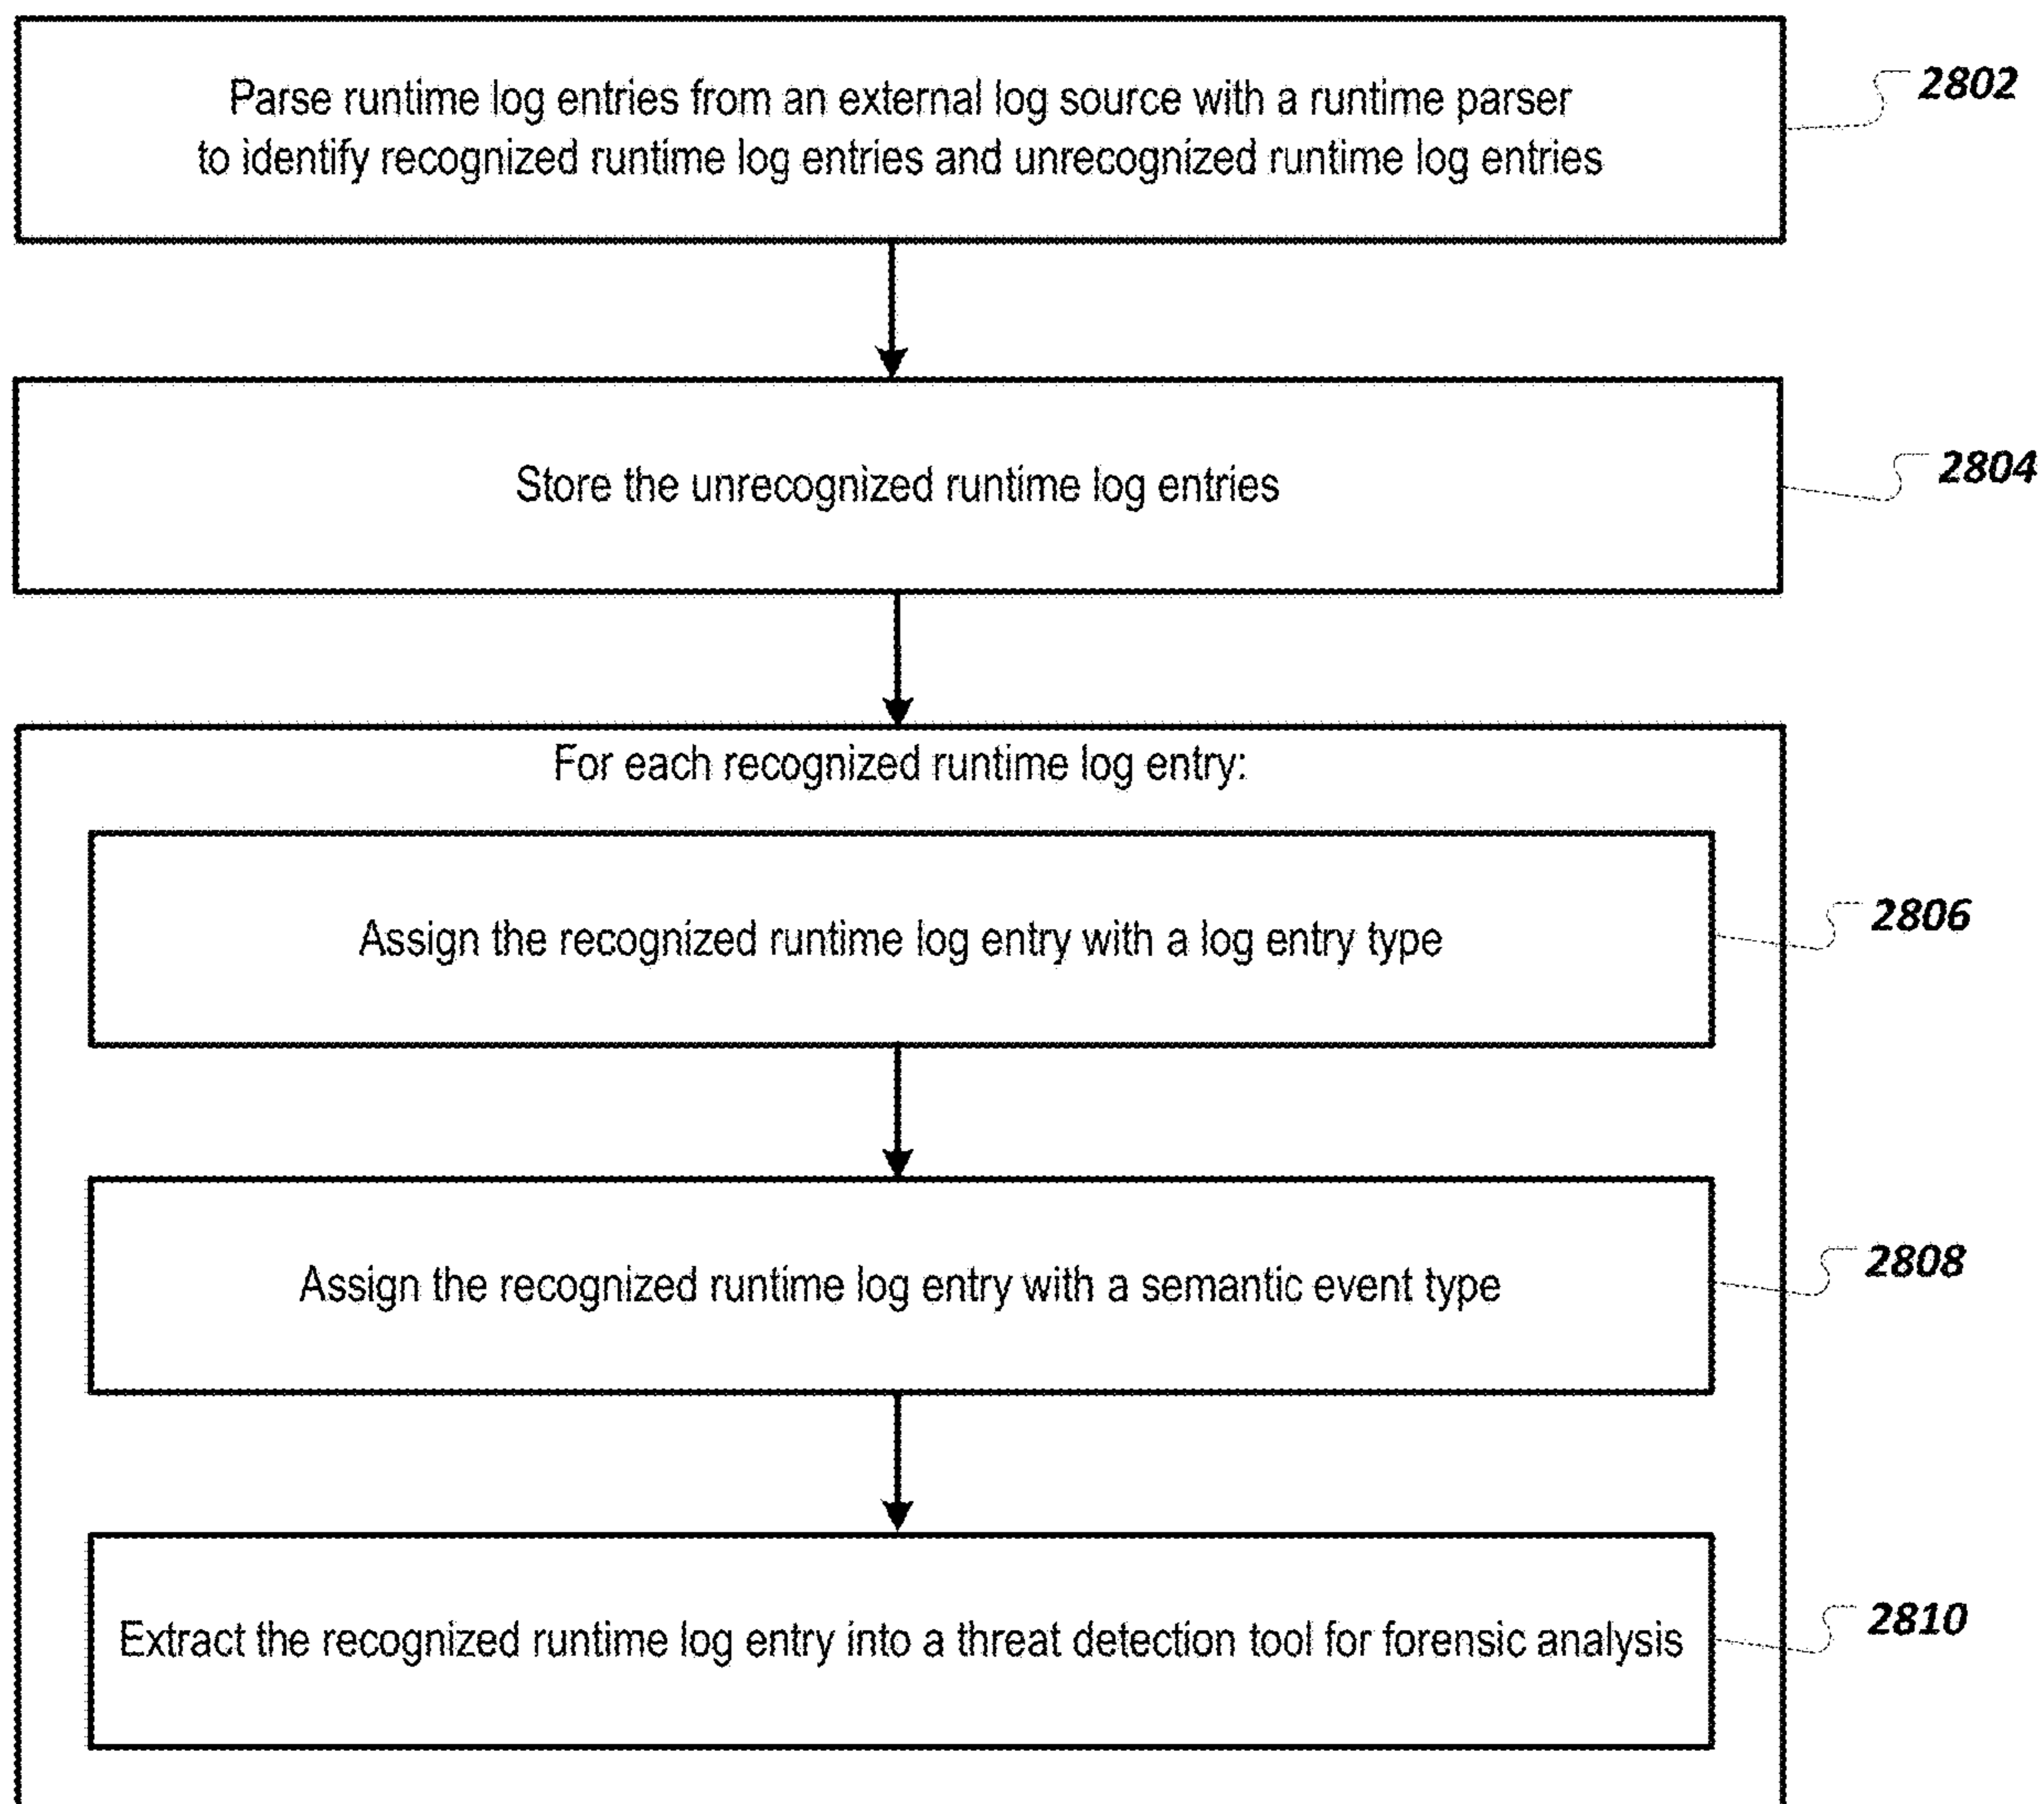 Parse runtime log entries from an external log source with a runtime parser
to identify recognized runtime log entries and unrecognized runtime log entries
2802
Store the unrecognized runtime log entries
2804
For each recognized runtime log entry:
Assign the recognized runtime log entry with a log entry type
2806
Assign the recognized runtime log entry with a semantic event type
2808
Extract the recognized runtime log entry into a threat detection tool for forensic analysis
2810